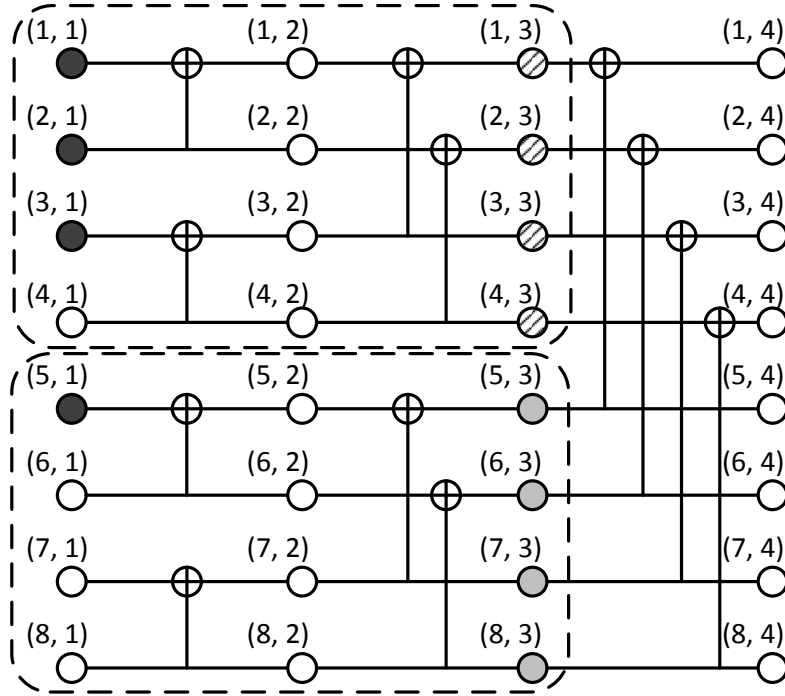 (1, 1) (1, 2) (1, 3) (1, 4)
(2, 1) (2, 2) (2, 3) (2, 4)
(3, 1) (3, 2) (3, 3) (3, 4)
(4, 1) (4, 2) (4, 3) (4, 4)
(5, 1) (5, 2) (5, 3) (5, 4)
(6, 1) (6, 2) (6, 3) (6, 4)
(7, 1) (7, 2) (7, 3) (7, 4)
(8, 1) (8, 2) (8, 3) (8, 4)